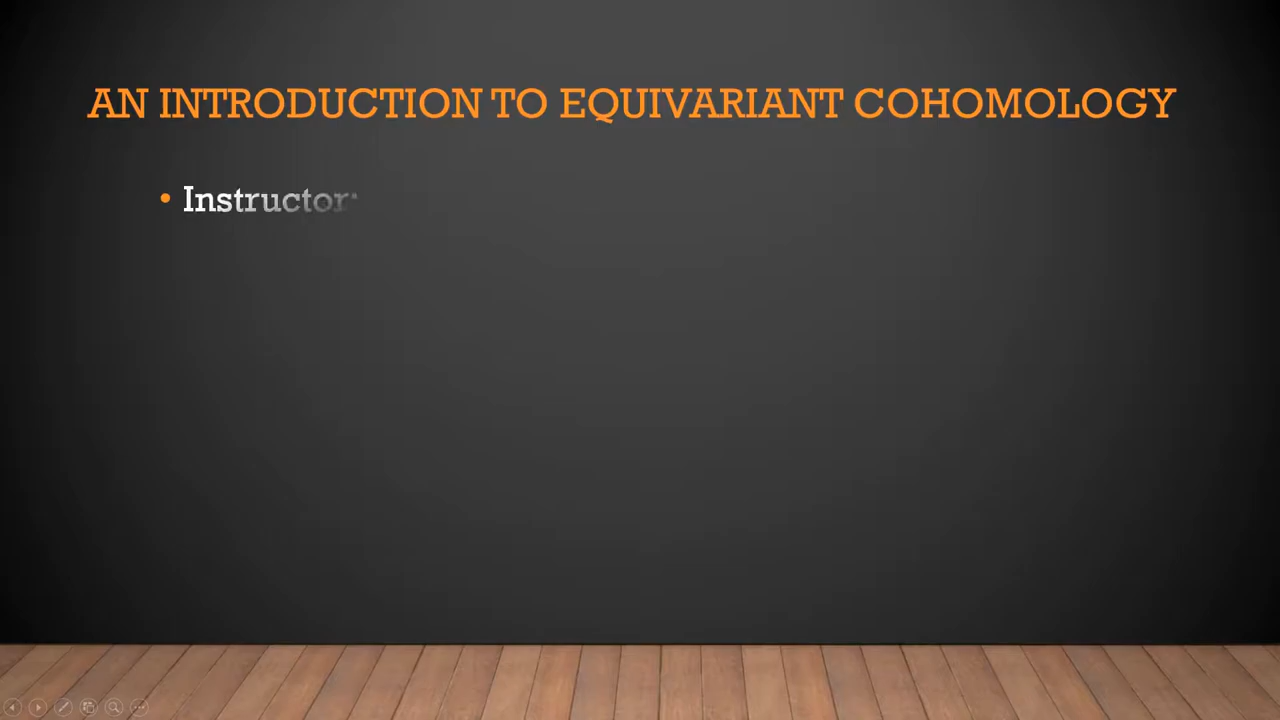 AN INTRODUCTION TO EQUIVARIANT COHOMOLOGY
• Instructor: